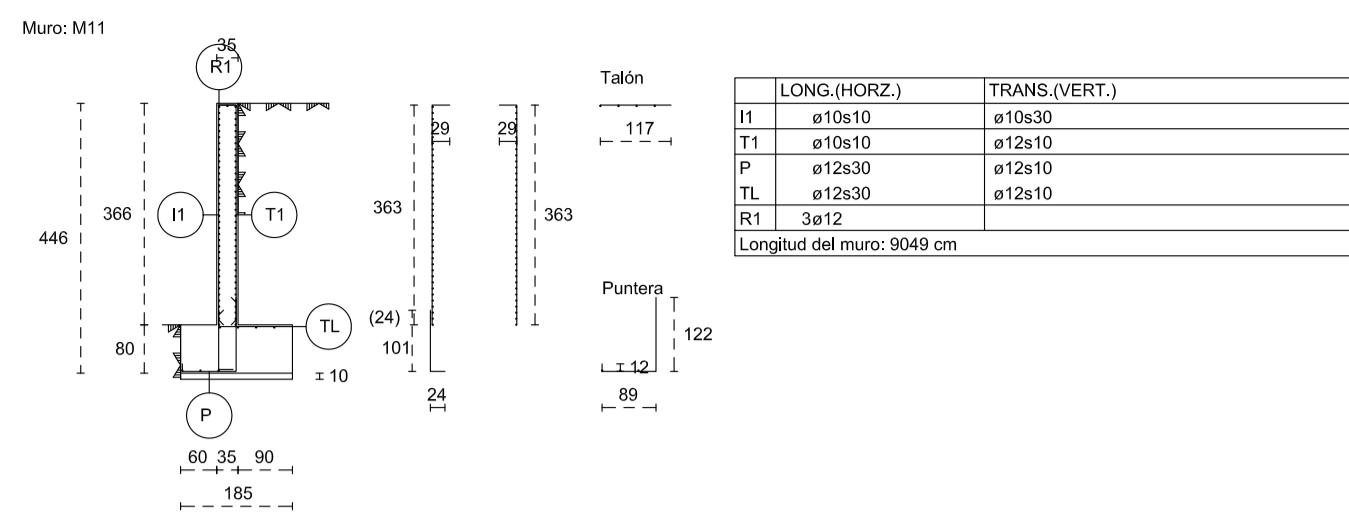 Muro: M11
35
R1
Talón
29
29
117
I1
T1
366
446
363
363
Puntera
TL
(24)
80
101
122
10
12
24
89
P
60 35 90
185
LONG.(HORZ.) TRANS.(VERT.)
I1 ø10s10 ø10s30
T1 ø10s10 ø12s10
P ø12s30 ø12s10
TL ø12s30 ø12s10
R1 3ø12
Longitud del muro: 9049 cm